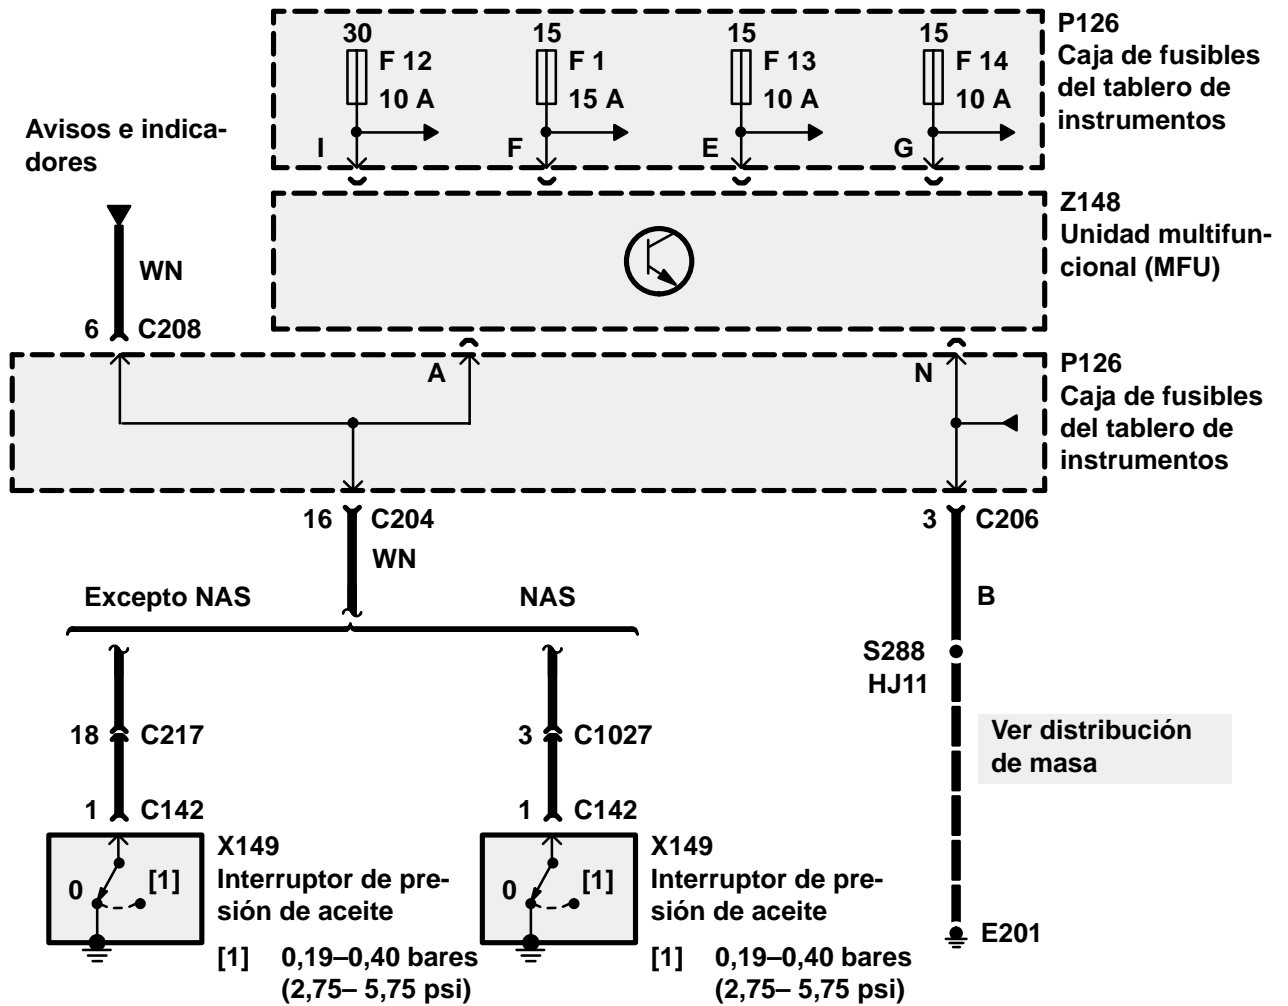 30 15 15 15
F 12 F 1 F 13 F 14
10 A 15 A 10 A 10 A
I F E G
P126
Caja de fusibles
del tablero de
instrumentos
Avisos e indica-
dores
WN
6 C208
Z148
Unidad multifun-
cional (MFU)
A N
P126
Caja de fusibles
del tablero de
instrumentos
16 C204
WN
3 C206
B
Excepto NAS NAS
S288
HJ11
Ver distribución
de masa
E201
18 C217
3 C1027
1 C142
1 C142
0 [1]
X149
Interruptor de pre-
sión de aceite
[1] 0,19–0,40 bares
(2,75– 5,75 psi)
0 [1]
X149
Interruptor de pre-
sión de aceite
[1] 0,19–0,40 bares
(2,75– 5,75 psi)